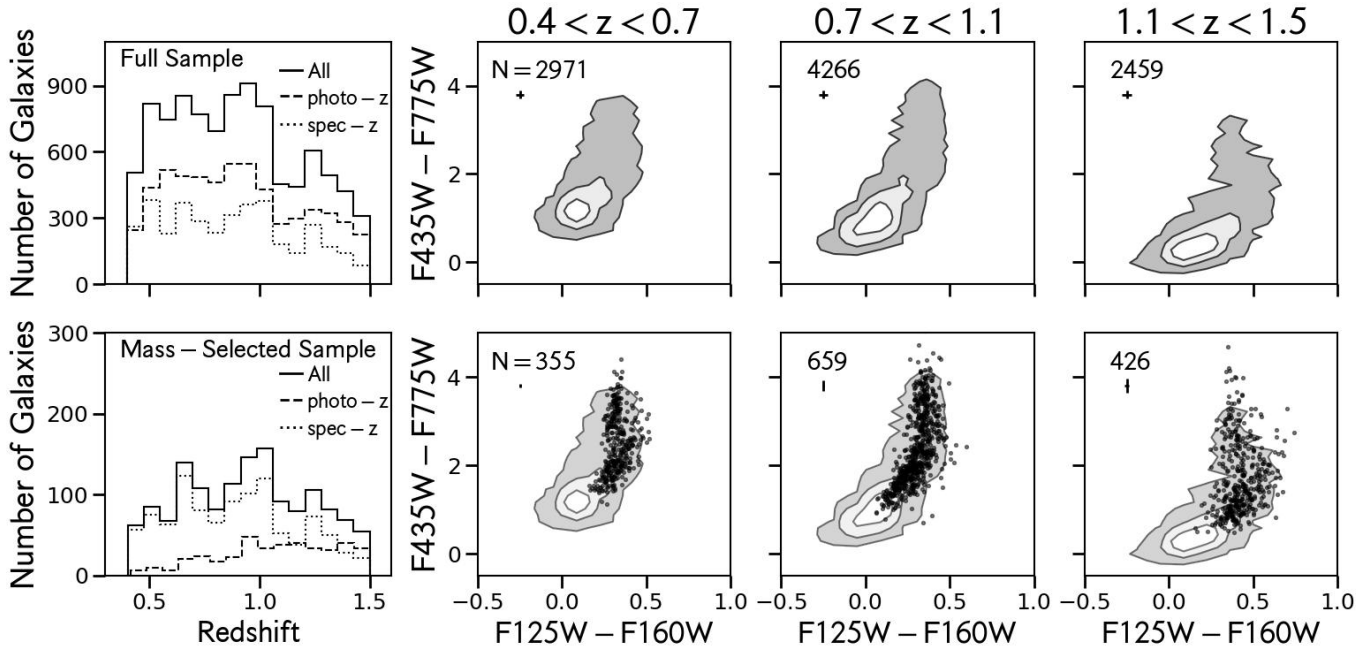 0.4 < z < 0.7
0.7 < z < 1.1
1.1 < z < 1.5
Number of Galaxies
900
600
300
0
Full Sample
All
photo − z
spec − z
F435W − F775W
4
2
0
N = 2971
4266
2459
Number of Galaxies
300
200
100
0
Mass − Selected Sample
All
photo − z
spec − z
0.5
1.0
1.5
Redshift
F435W − F775W
4
2
0
N = 355
659
426
−0.5
0.0
0.5
−0.5
0.0
0.5
−0.5
0.0
0.5
1.0
F125W − F160W
F125W − F160W
F125W − F160W